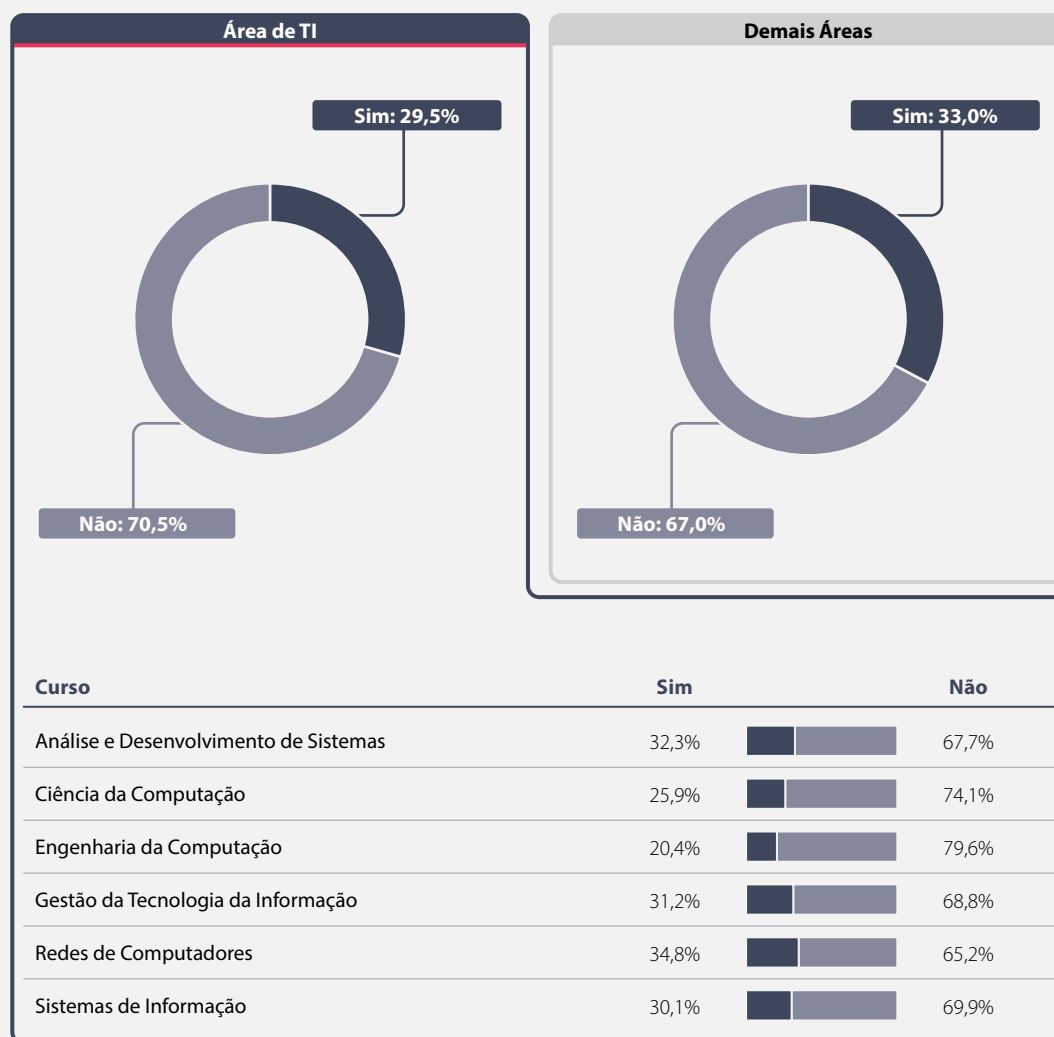 Área de TI
Sim: 29,5%
Não: 70,5%
Demais Áreas
Sim: 33,0%
Não: 67,0%
Curso Sim Não
Análise e Desenvolvimento de Sistemas 32,3% 67,7%
Ciência da Computação 25,9% 74,1%
Engenharia da Computação 20,4% 79,6%
Gestão da Tecnologia da Informação 31,2% 68,8%
Redes de Computadores 34,8% 65,2%
Sistemas de Informação 30,1% 69,9%